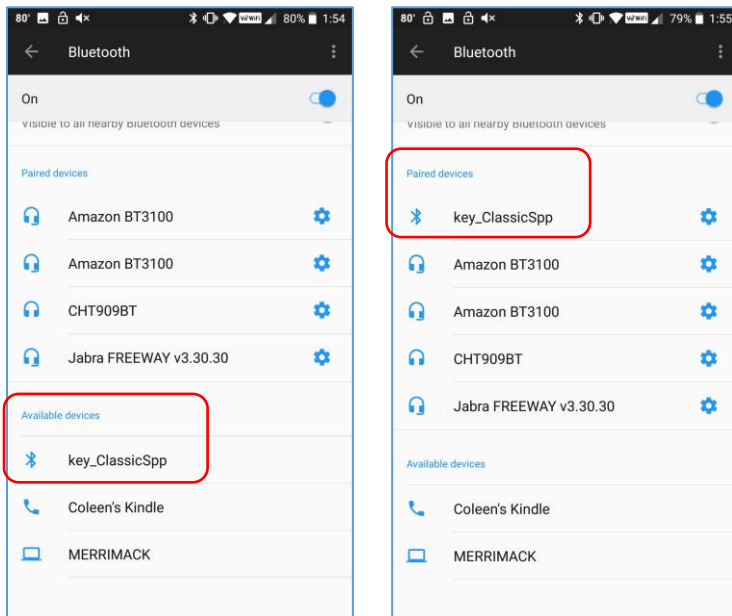 80° 80% 1:54
Bluetooth
On
Visible to all nearby Bluetooth devices
Paired devices
Amazon BT3100
Amazon BT3100
CHT909BT
Jabra FREEWAY v3.30.30
Available devices
key_ClassicSpp
Coleen's Kindle
MERRIMACK
80° 79% 1:55
Bluetooth
On
Visible to all nearby Bluetooth devices
Paired devices
key_ClassicSpp
Amazon BT3100
Amazon BT3100
CHT909BT
Jabra FREEWAY v3.30.30
Available devices
Coleen's Kindle
MERRIMACK